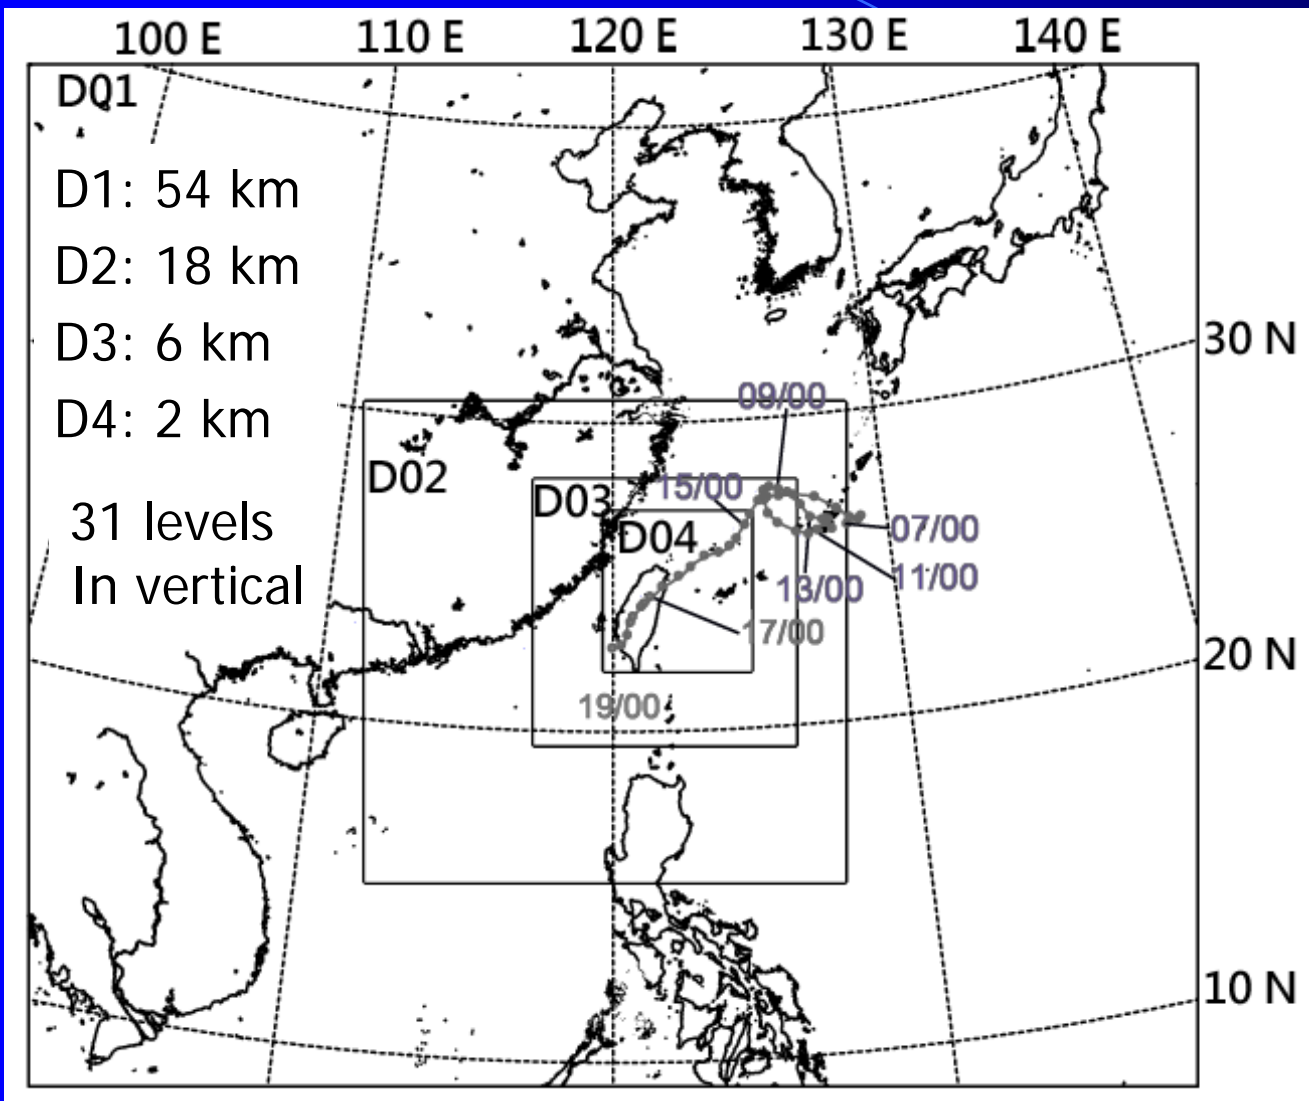 100 E 110 E 120 E 130 E 140 E
D01
D1: 54 km
D2: 18 km
30 N
D3: 6 km
D4: 2 km
09/00
D02
D03
15/00
31 levels
D04
07/00
In vertical
13/00
11/00
17/00
20 N
19/00
10 N